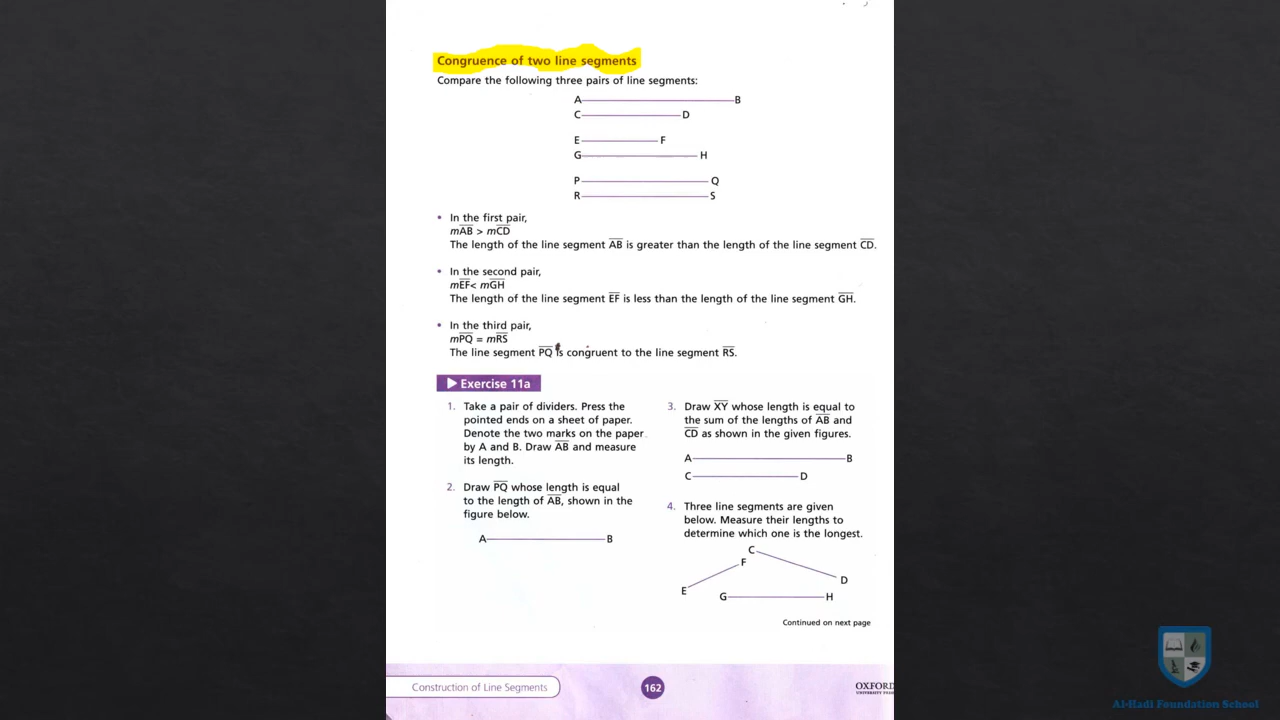 Congruence of two line segments
Compare the following three pairs of line segments:
A B
C D
E F
G H
P Q
R S
• In the first pair,
mAB > mCD
The length of the line segment AB is greater than the length of the line segment CD.
• In the second pair,
mEF< mGH
The length of the line segment EF is less than the length of the line segment GH.
• In the third pair,
mPQ = mRS
The line segment PQ is congruent to the line segment RS.
Exercise 11a
1. Take a pair of dividers. Press the
pointed ends on a sheet of paper.
Denote the two marks on the paper
by A and B. Draw AB and measure
its length.
2. Draw PQ whose length is equal
to the length of AB, shown in the
figure below.
A B
3. Draw XY whose length is equal to
the sum of the lengths of AB and
CD as shown in the given figures.
A B
C D
4. Three line segments are given
below. Measure their lengths to
determine which one is the longest.
C
F
D
E
G H
Continued on next page
Construction of Line Segments
162
OXFORD
Al-Hadi Foundation School